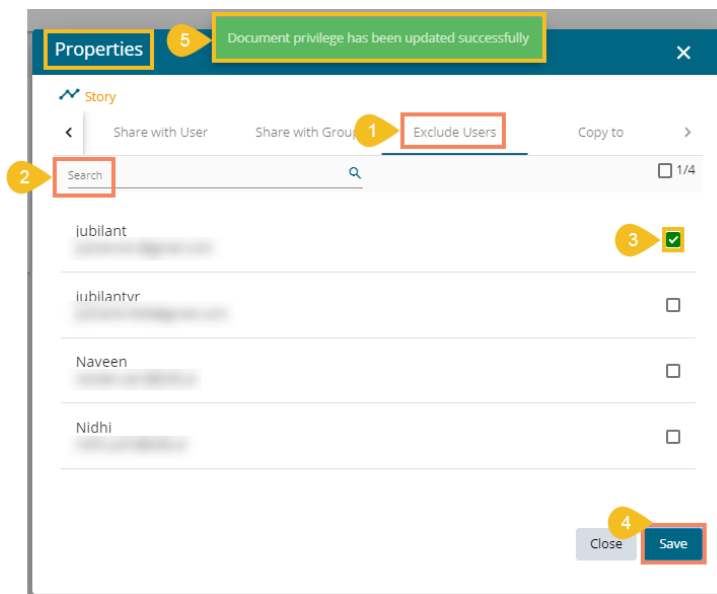 5
Document privilege has been updated successfully
Properties
Story
Share with User
Share with Group
1
Exclude Users
Copy to
2
Search
1/4
jubilant
3
jubilantvr
Naveen
Nidhi
4
Close
Save